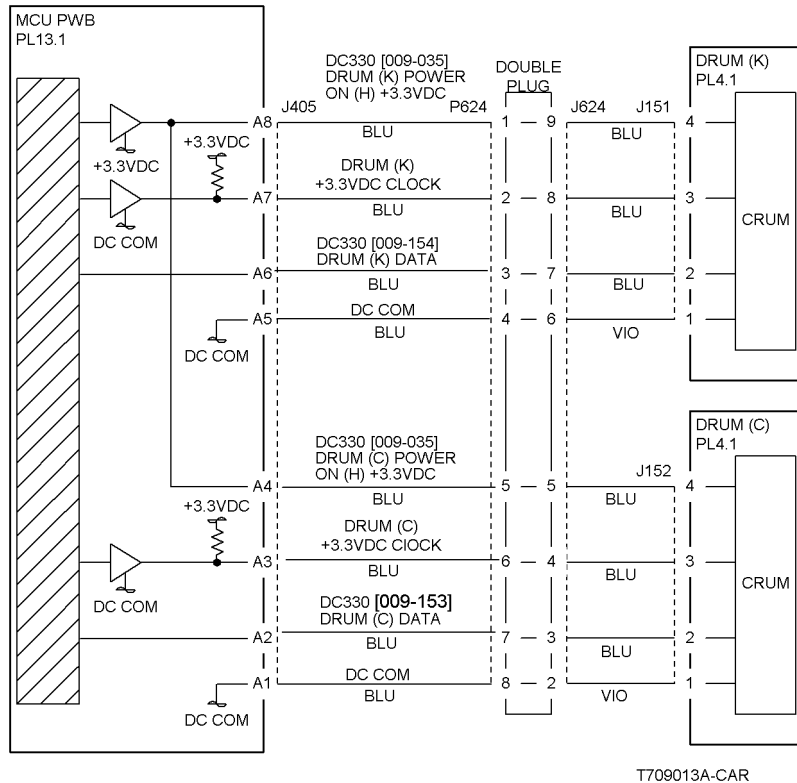 MCU PWB
PL13.1
DC330 [009-035]
DRUM (K) POWER
ON (H) +3.3VDC
DOUBLE
PLUG
DRUM (K)
PL4.1
J405
P624
J624
J151
A8
BLU
1
9
BLU
4
+3.3VDC
+3.3VDC
DRUM (K)
+3.3VDC CLOCK
A7
BLU
2
8
BLU
3
CRUM
DC COM
DC330 [009-154]
DRUM (K) DATA
A6
BLU
3
7
BLU
2
DC COM
A5
BLU
4
6
VIO
1
DC COM
DC330 [009-035]
DRUM (C) POWER
ON (H) +3.3VDC
DRUM (C)
PL4.1
J152
A4
BLU
5
5
BLU
4
+3.3VDC
DRUM (C)
+3.3VDC ClOCK
A3
BLU
6
4
BLU
3
CRUM
DC COM
DC330 [009-153]
DRUM (C) DATA
A2
BLU
7
3
BLU
2
DC COM
A1
BLU
8
2
VIO
1
DC COM
T709013A-CAR